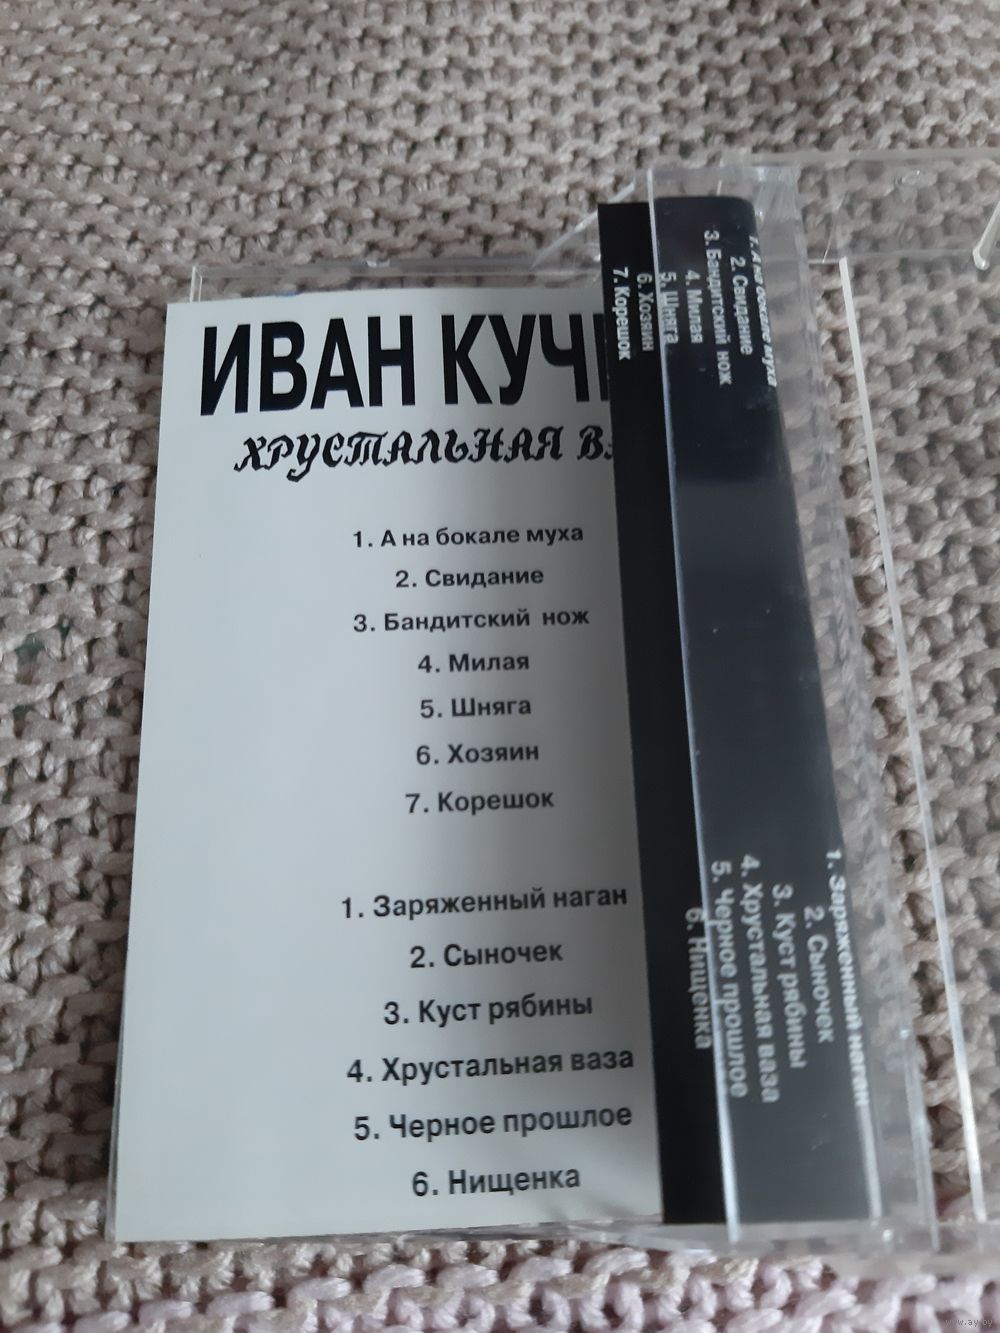 ИВАН КУЧ
ХРУСТАЛЬНАЯ В
1. А на бокале муха
2. Свидание
3. Бандитский нож
4. Милая
5. Шняга
6. Хозяин
7. Корешок
1. Заряженный наган
2. Сыночек
3. Куст рябины
4. Хрустальная ваза
5. Черное прошлое
6. Нищенка
1. А на бокале муха
2. Свидание
3. Бандитский нож
4. Милая
5. Шняга
6. Хозяин
7. Корешок
1. Заряженный наган
2. Сыночек
3. Куст рябины
4. Хрустальная ваза
5. Черное прошлое
6. Нищенка
www.ay.by